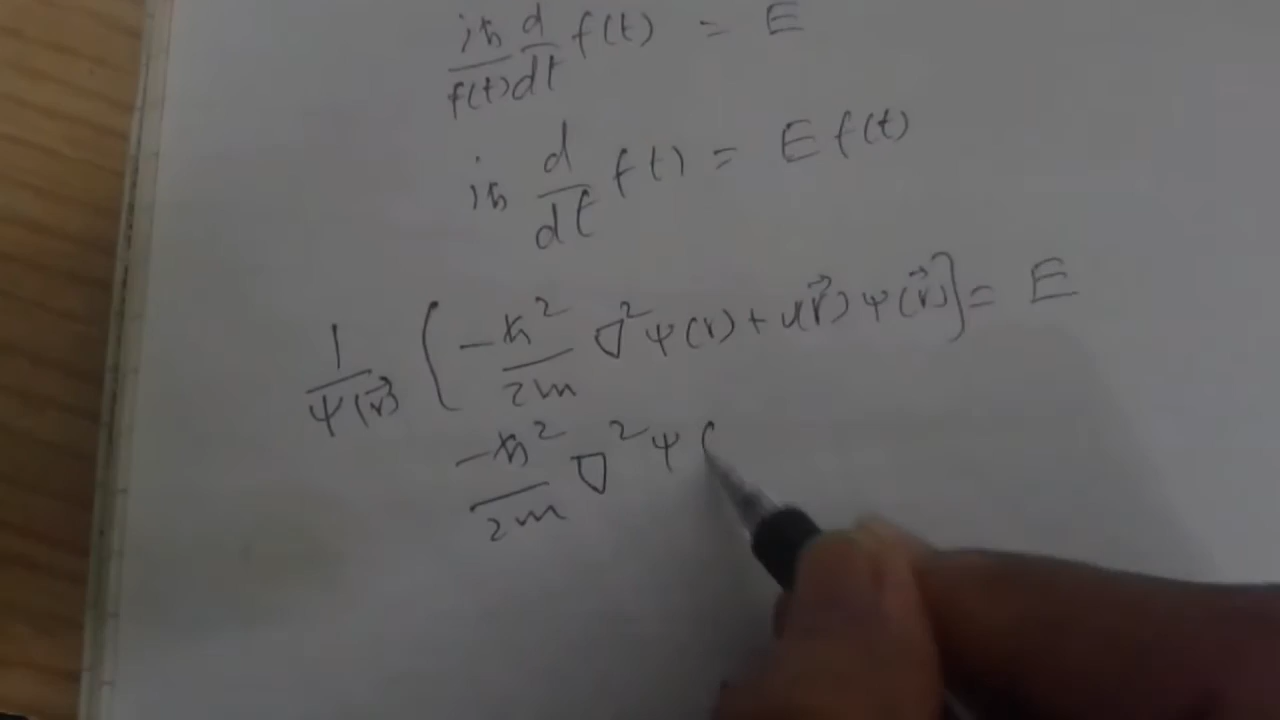 iħ/f(t) d/dt f(t) = E
iħ d/dt f(t) = E f(t)
1/ψ(r⃗) [-ħ²/2m ∇²ψ(r) + u(r⃗) ψ(r⃗)] = E
-ħ²/2m ∇²ψ(